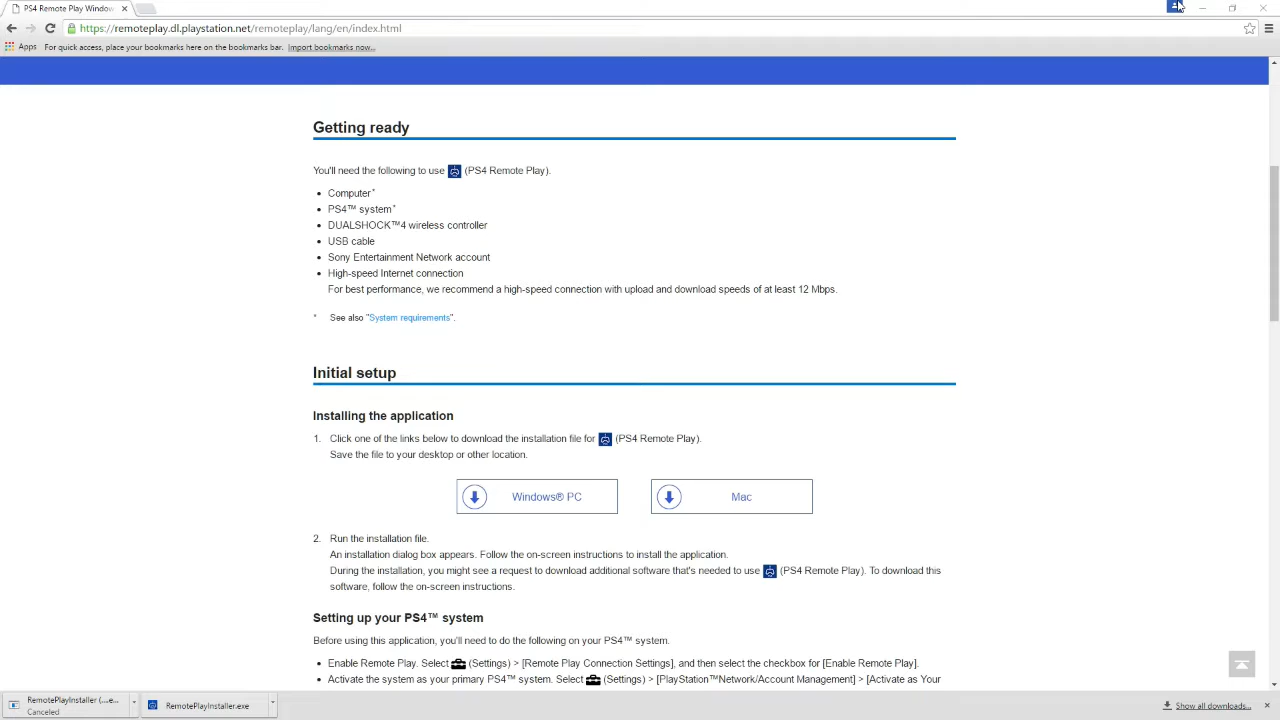 PS4 Remote Play Window
https://remoteplay.dl.playstation.net/remoteplay/lang/en/index.html
Apps For quick access, place your bookmarks here on the bookmarks bar. Import bookmarks now...
Getting ready
You'll need the following to use (PS4 Remote Play).
• Computer*
• PS4™ system*
• DUALSHOCK™4 wireless controller
• USB cable
• Sony Entertainment Network account
• High-speed Internet connection
For best performance, we recommend a high-speed connection with upload and download speeds of at least 12 Mbps.
* See also "System requirements".
Initial setup
Installing the application
1. Click one of the links below to download the installation file for (PS4 Remote Play).
Save the file to your desktop or other location.
Windows® PC Mac
2. Run the installation file.
An installation dialog box appears. Follow the on-screen instructions to install the application.
During the installation, you might see a request to download additional software that's needed to use (PS4 Remote Play). To download this
software, follow the on-screen instructions.
Setting up your PS4™ system
Before using this application, you'll need to do the following on your PS4™ system.
• Enable Remote Play. Select (Settings) > [Remote Play Connection Settings], and then select the checkbox for [Enable Remote Play].
• Activate the system as your primary PS4™ system. Select (Settings) > [PlayStation™Network/Account Management] > [Activate as Your
RemotePlayInstaller (....e...
Canceled
RemotePlayInstaller.exe
Show all downloads...